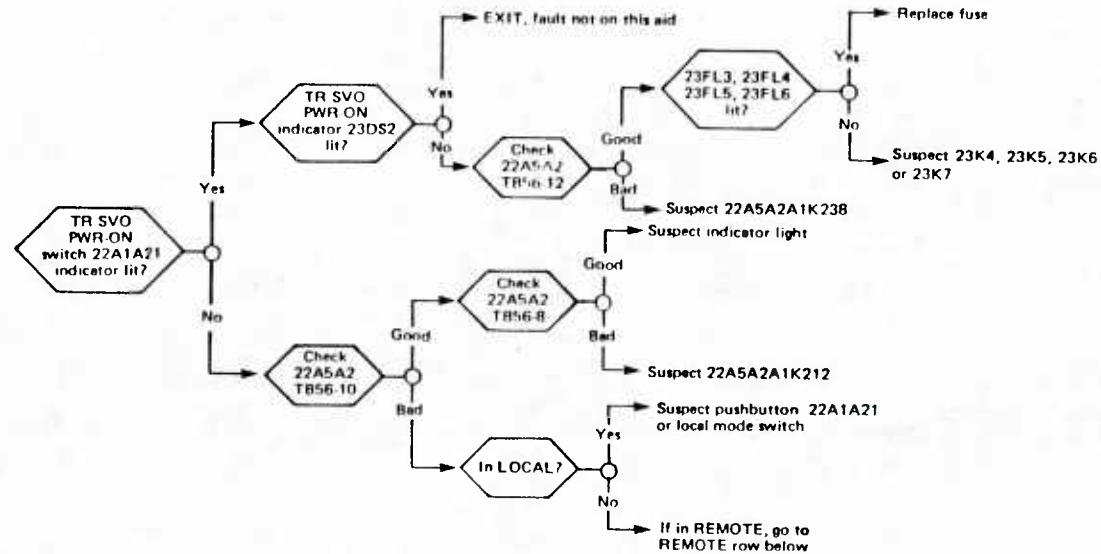 EXIT, fault not on this aid
Replace fuse
Yes
Yes
TR SVO
PWR ON
indicator 23DS2
lit?
23FL3, 23FL4
23FL5, 23FL6
lit?
No
Good
No
Check
22A5A2
TB56-12
Suspect 23K4, 23K5, 23K6
or 23K7
Bad
Suspect 22A5A2A1K238
Yes
TR SVO
PWR-ON
switch 22A1A21
indicator lit?
Suspect indicator light
Good
No
Check
22A5A2
TB56-8
Good
Bad
Check
22A5A2
TB56-10
Suspect 22A5A2A1K212
Bad
Suspect pushbutton 22A1A21
or local mode switch
Yes
In LOCAL?
No
If in REMOTE, go to
REMOTE row below